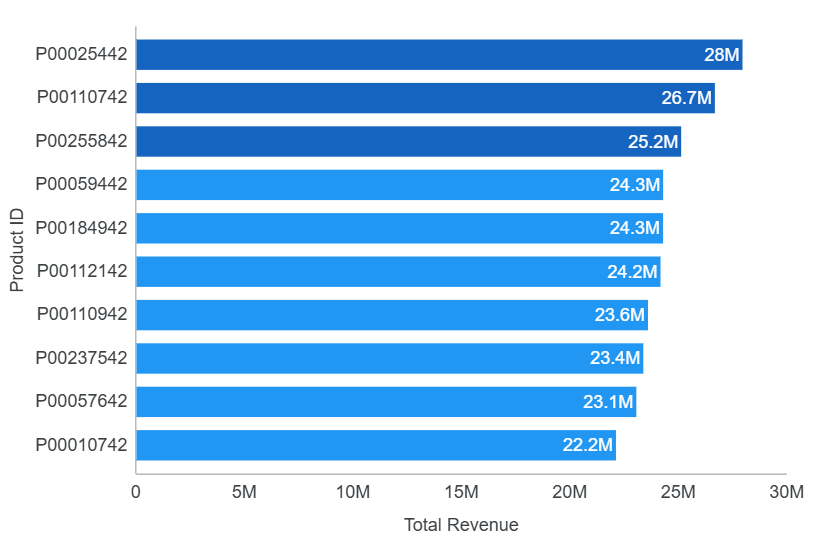 P00025442 28M
P00110742 26.7M
P00255842 25.2M
P00059442 24.3M
P00184942 24.3M
P00112142 24.2M
P00110942 23.6M
P00237542 23.4M
P00057642 23.1M
P00010742 22.2M
Product ID
0 5M 10M 15M 20M 25M 30M
Total Revenue